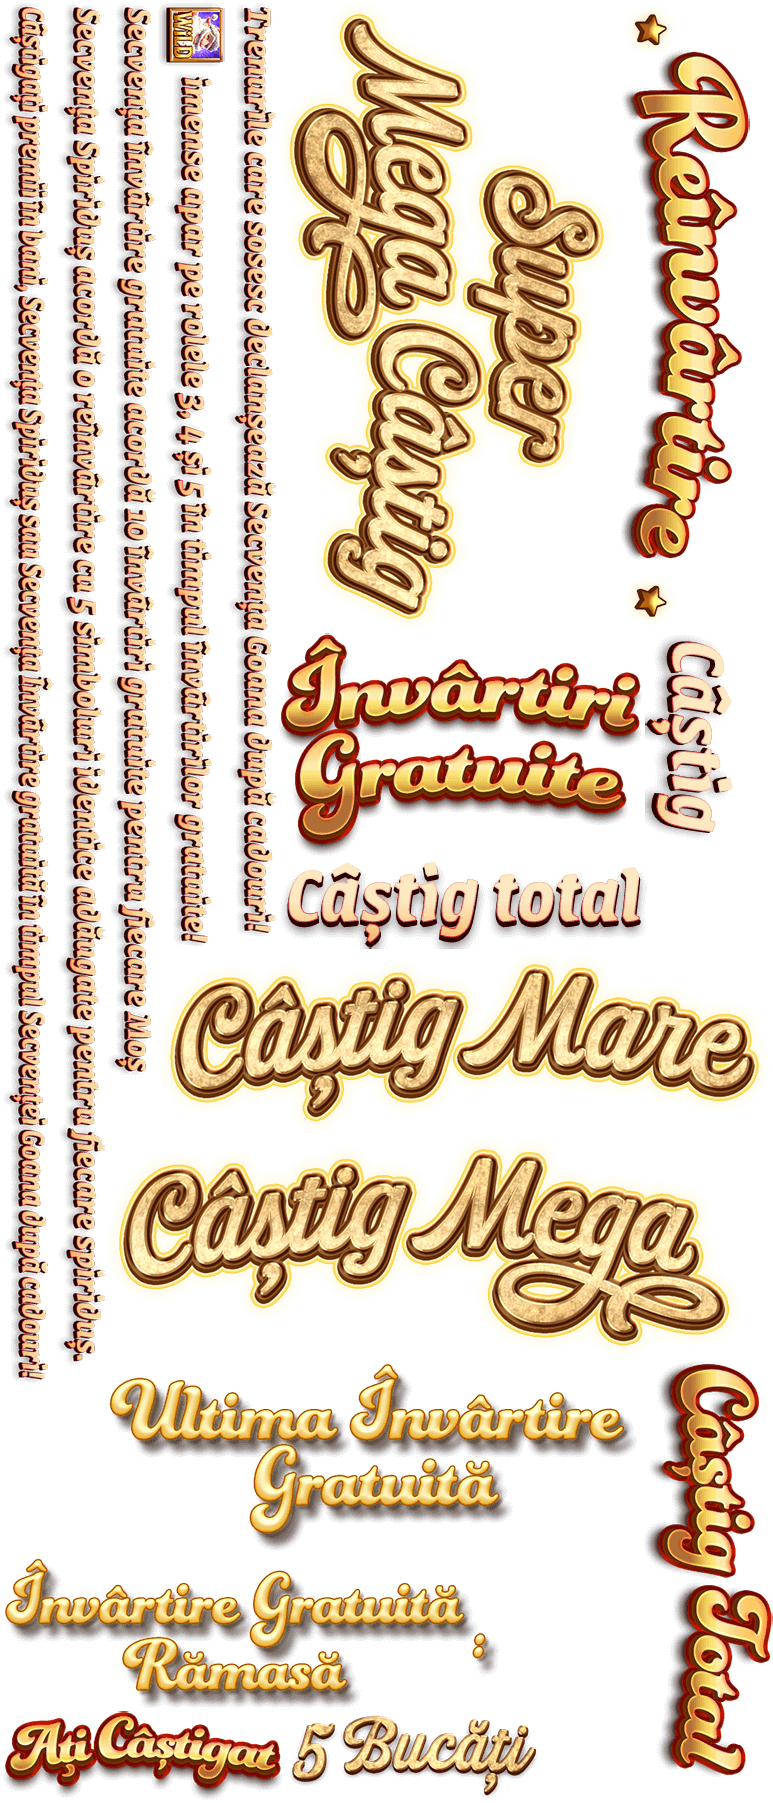 Trenurile care sosesc declanșează Secvența Goana după cadouri!
WILD
imense apar pe rolele 3, 4 și 5 în timpul învârtirilor gratuite!
Secvența învârtire gratuite acordă 10 învârtiri gratuite pentru fiecare Moș
Secvența Spiriduș acordă o reînvârtire cu 5 simboluri identice adăugate pentru fiecare spiriduș.
Câștigați premii în bani, Secvența Spiriduș sau Secvența învârtire gratuită în timpul Secvenței Goana după cadouri!
Super
Mega Câștig
Reînvârtire
Învârtiri
Gratuite
Câștig
Câștig total
Câștig Mare
Câștig Mega
Ultima Învârtire
Gratuită
Câștig Total
Învârtire Gratuită
Rămasă
:
Ați Câștigat
5 Bucăți